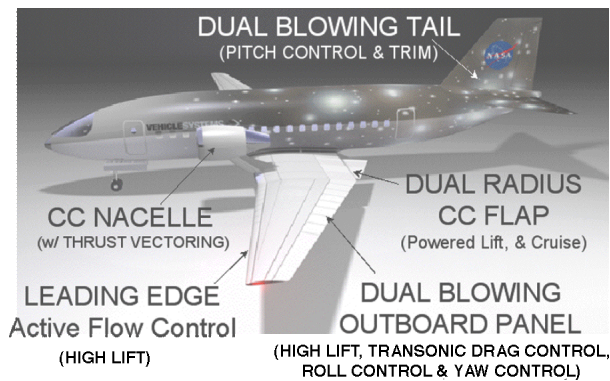 DUAL BLOWING TAIL
(PITCH CONTROL & TRIM)
NASA
VEHICLE SYSTEMS
CC NACELLE
(w/ THRUST VECTORING)
DUAL RADIUS
CC FLAP
(Powered Lift, & Cruise)
LEADING EDGE
Active Flow Control
(HIGH LIFT)
DUAL BLOWING
OUTBOARD PANEL
(HIGH LIFT, TRANSONIC DRAG CONTROL,
ROLL CONTROL & YAW CONTROL)